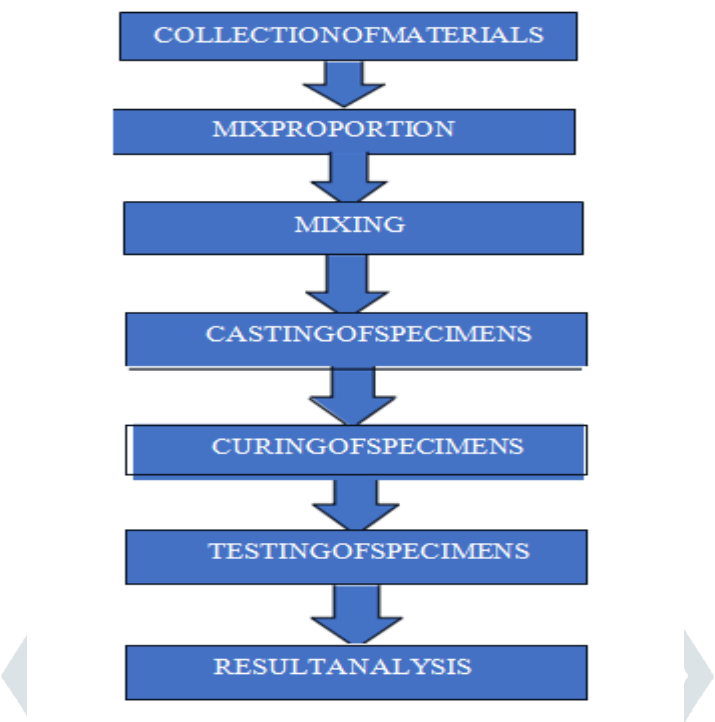 COLLECTIONOFMATERIALS
MIXPROPORTION
MIXING
CASTINGOFSPECIMENS
CURINGOFSPECIMENS
TESTINGOFSPECIMENS
RESULTANALYSIS